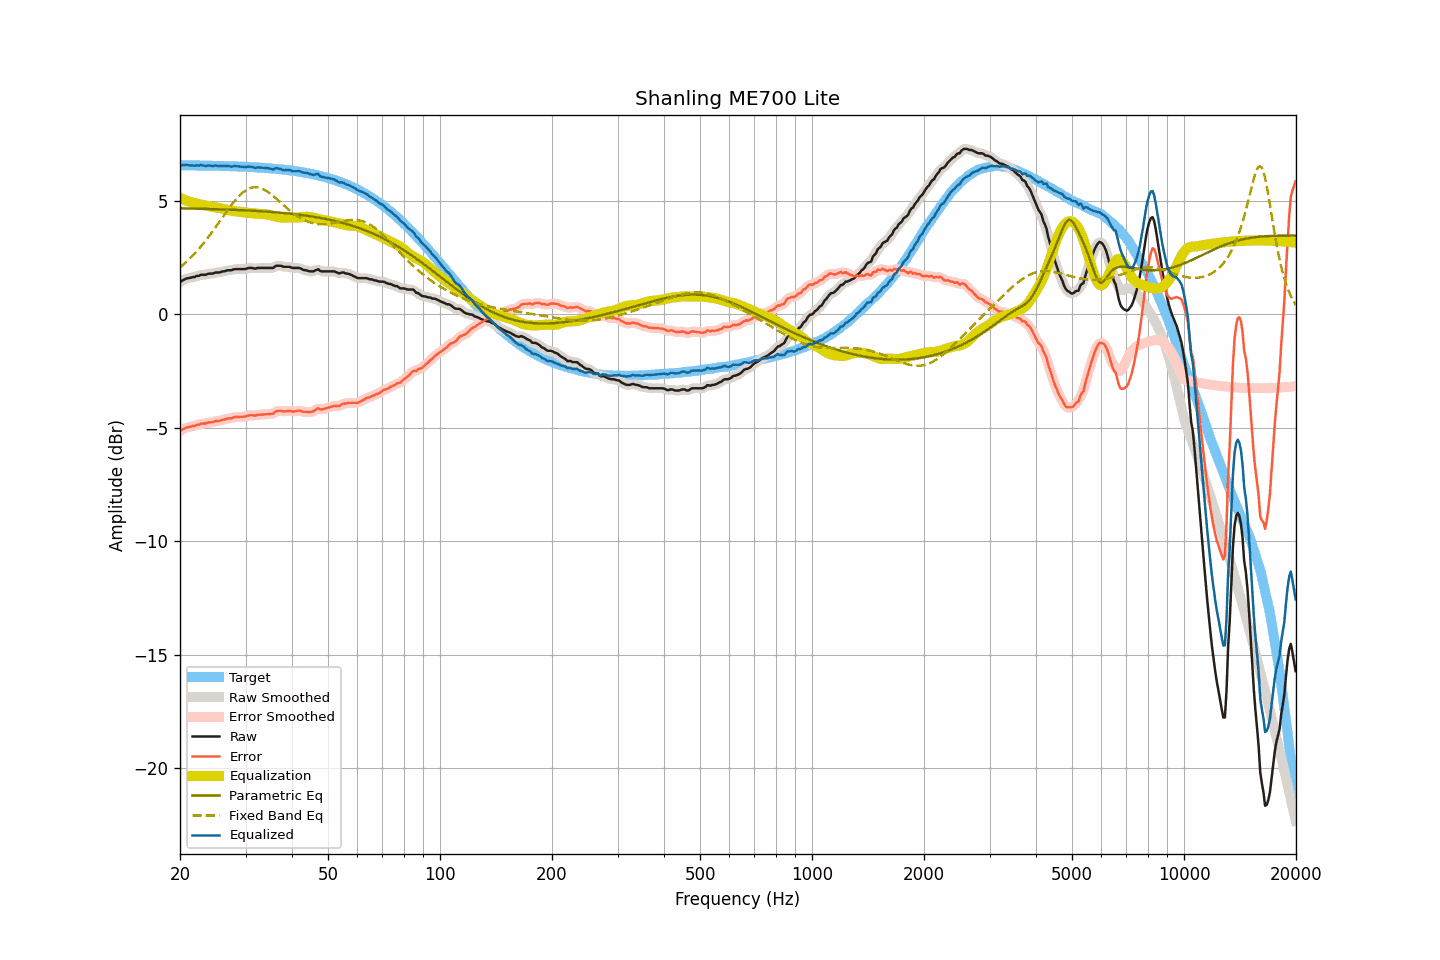 Shanling ME700 Lite
Amplitude (dBr)
5
0
−5
−10
−15
−20
Target
Raw Smoothed
Error Smoothed
Raw
Error
Equalization
Parametric Eq
Fixed Band Eq
Equalized
20 50 100 200 500 1000 2000 5000 10000 20000
Frequency (Hz)